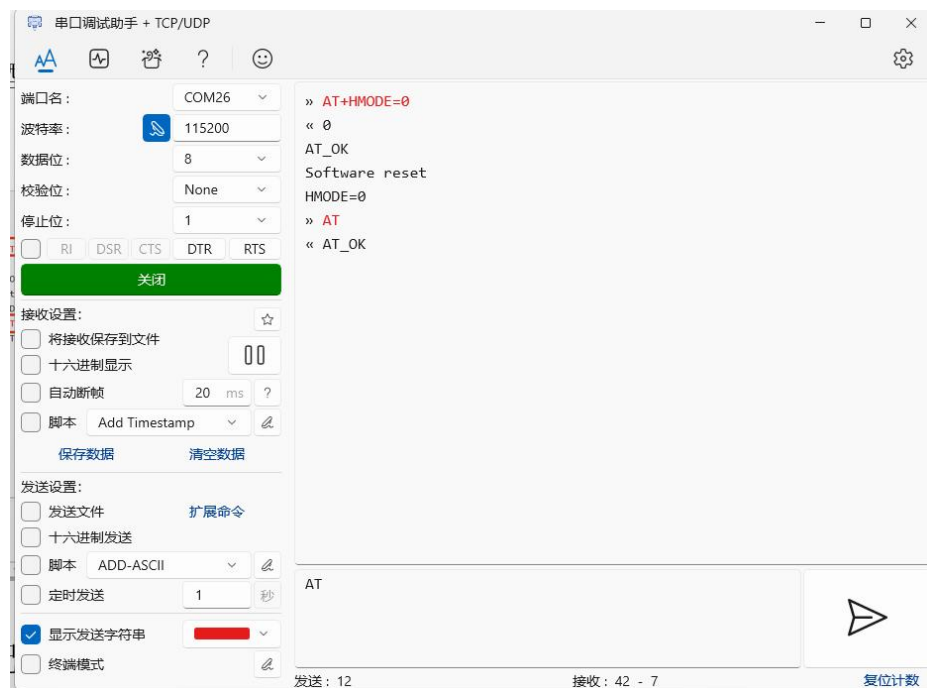 串口调试助手 + TCP/UDP
端口名: COM26
波特率: 115200
数据位: 8
校验位: None
停止位: 1
RI DSR CTS DTR RTS
关闭
接收设置:
将接收保存到文件
十六进制显示
自动断帧 20 ms ?
脚本 Add Timestamp
保存数据 清空数据
发送设置:
发送文件 扩展命令
十六进制发送
脚本 ADD-ASCII
定时发送 1 秒
显示发送字符串
终端模式
» AT+HMODE=0
« 0
AT_OK
Software reset
HMODE=0
» AT
« AT_OK
AT
发送: 12 接收: 42 - 7 复位计数